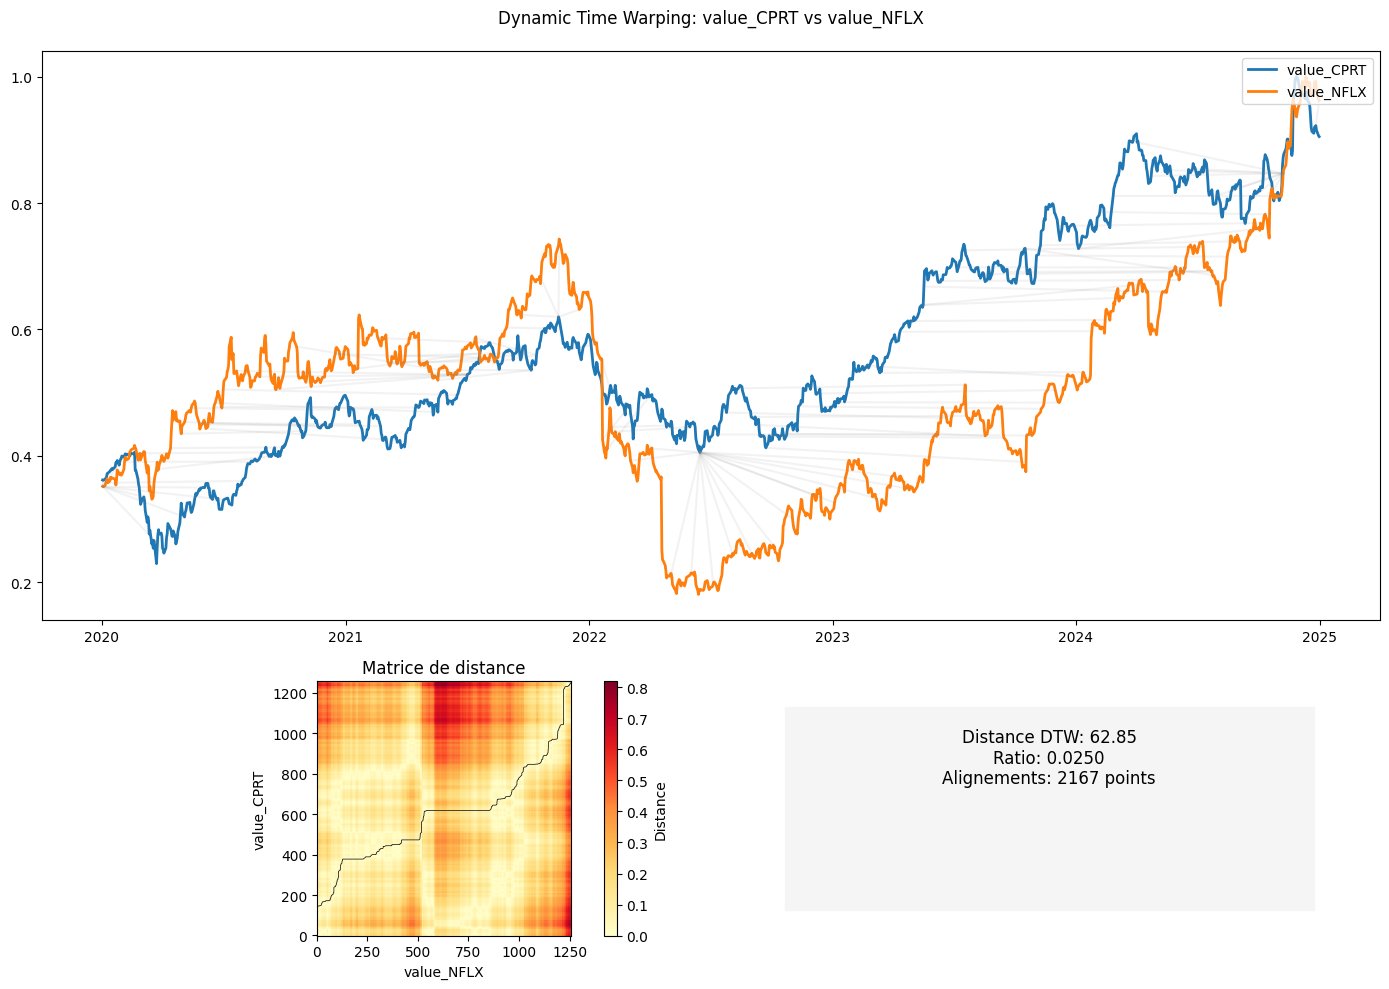 Dynamic Time Warping: value_CPRT vs value_NFLX
value_CPRT
value_NFLX
1.0
0.8
0.6
0.4
0.2
2020 2021 2022 2023 2024 2025
Matrice de distance
value_CPRT
1200
1000
800
600
400
200
0
0 250 500 750 1000 1250
value_NFLX
0.8
0.7
0.6
0.5
0.4
0.3
0.2
0.1
0.0
Distance
Distance DTW: 62.85
Ratio: 0.0250
Alignements: 2167 points